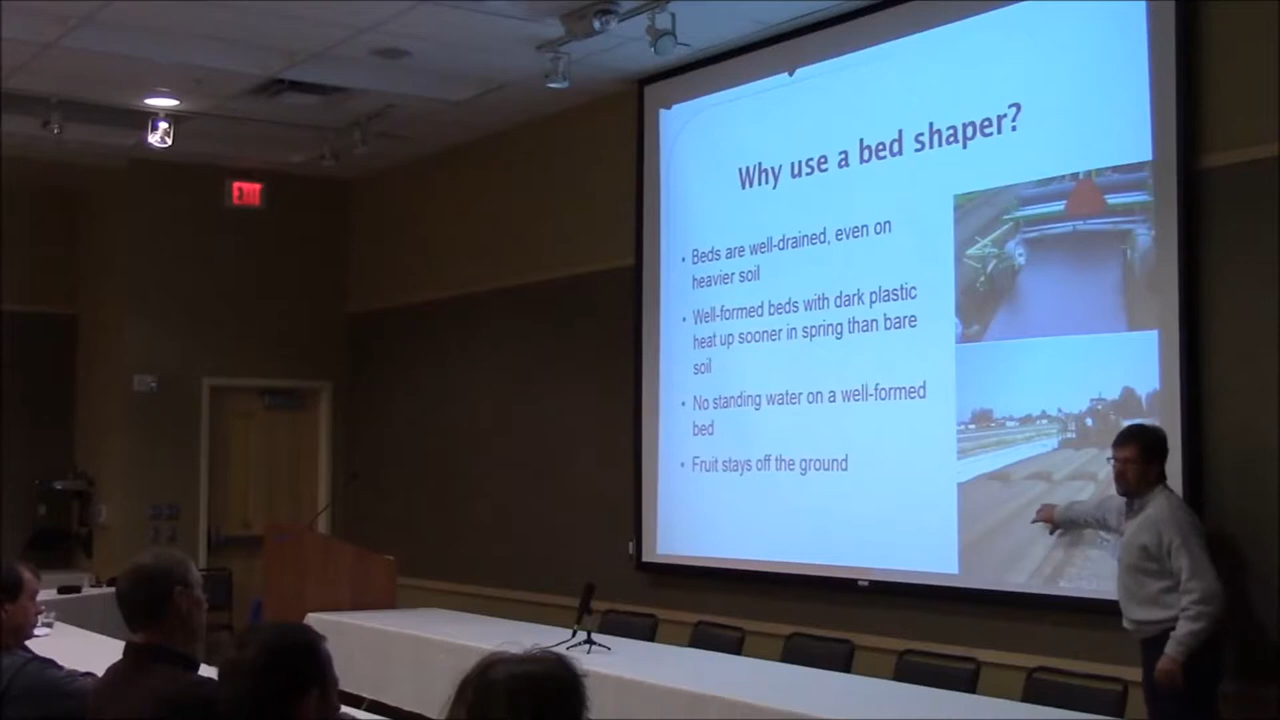 Why use a bed shaper?
EXIT
• Beds are well-drained, even on
heavier soil
• Well-formed beds with dark plastic
heat up sooner in spring than bare
soil
• No standing water on a well-formed
bed
• Fruit stays off the ground